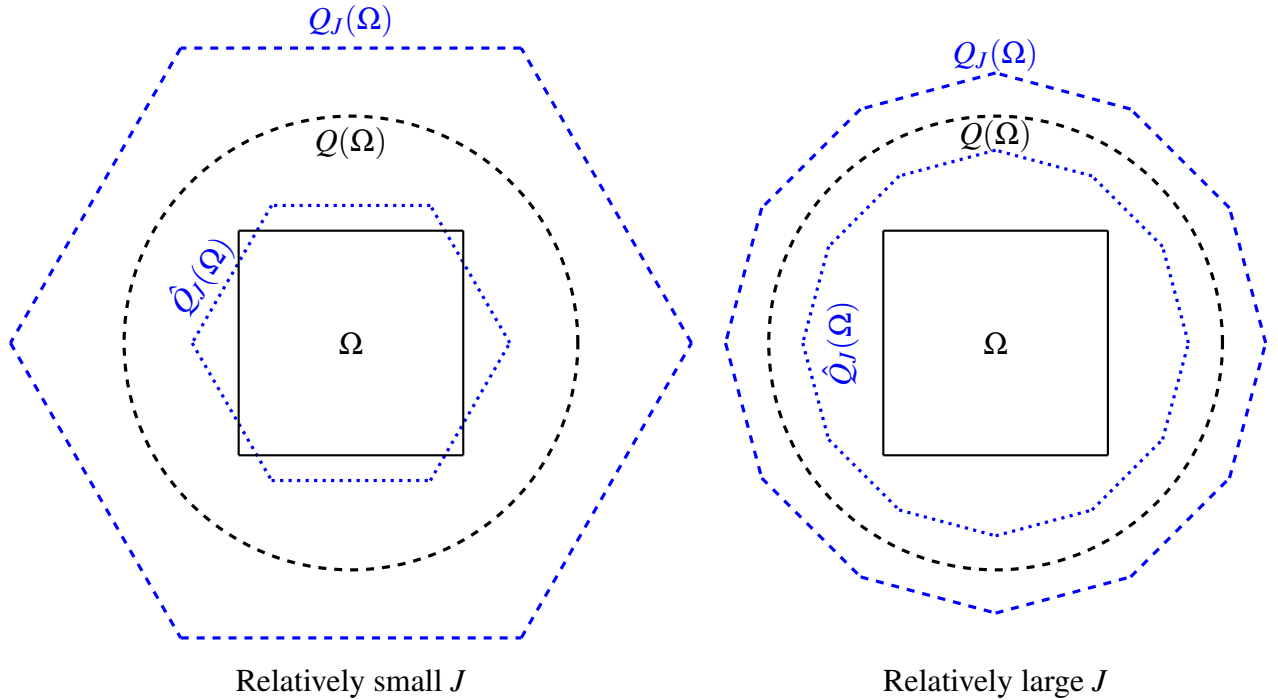 Q_J(Ω)
Q(Ω)
Q̂_J(Ω)
Ω
Relatively small J
Q_J(Ω)
Q(Ω)
Q̂_J(Ω)
Ω
Relatively large J